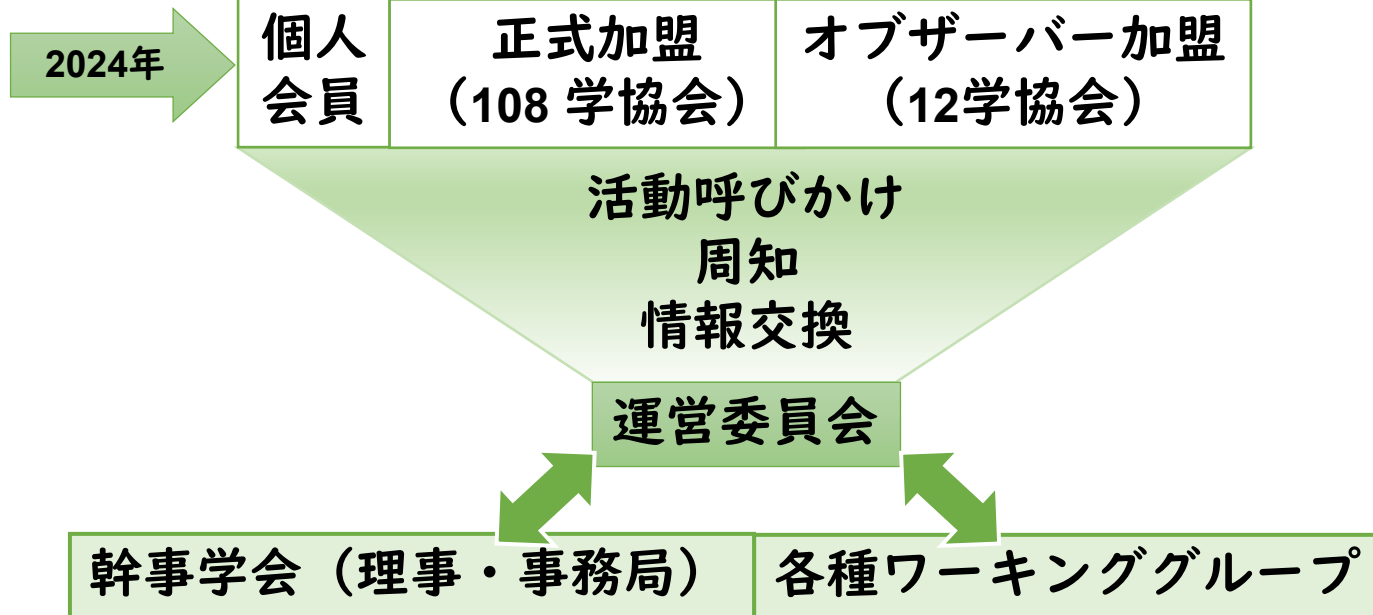 2024年
個人
会員
正式加盟
（108 学協会）
オブザーバー加盟
（12学協会）
活動呼びかけ
周知
情報交換
運営委員会
幹事学会（理事・事務局）
各種ワーキンググループ